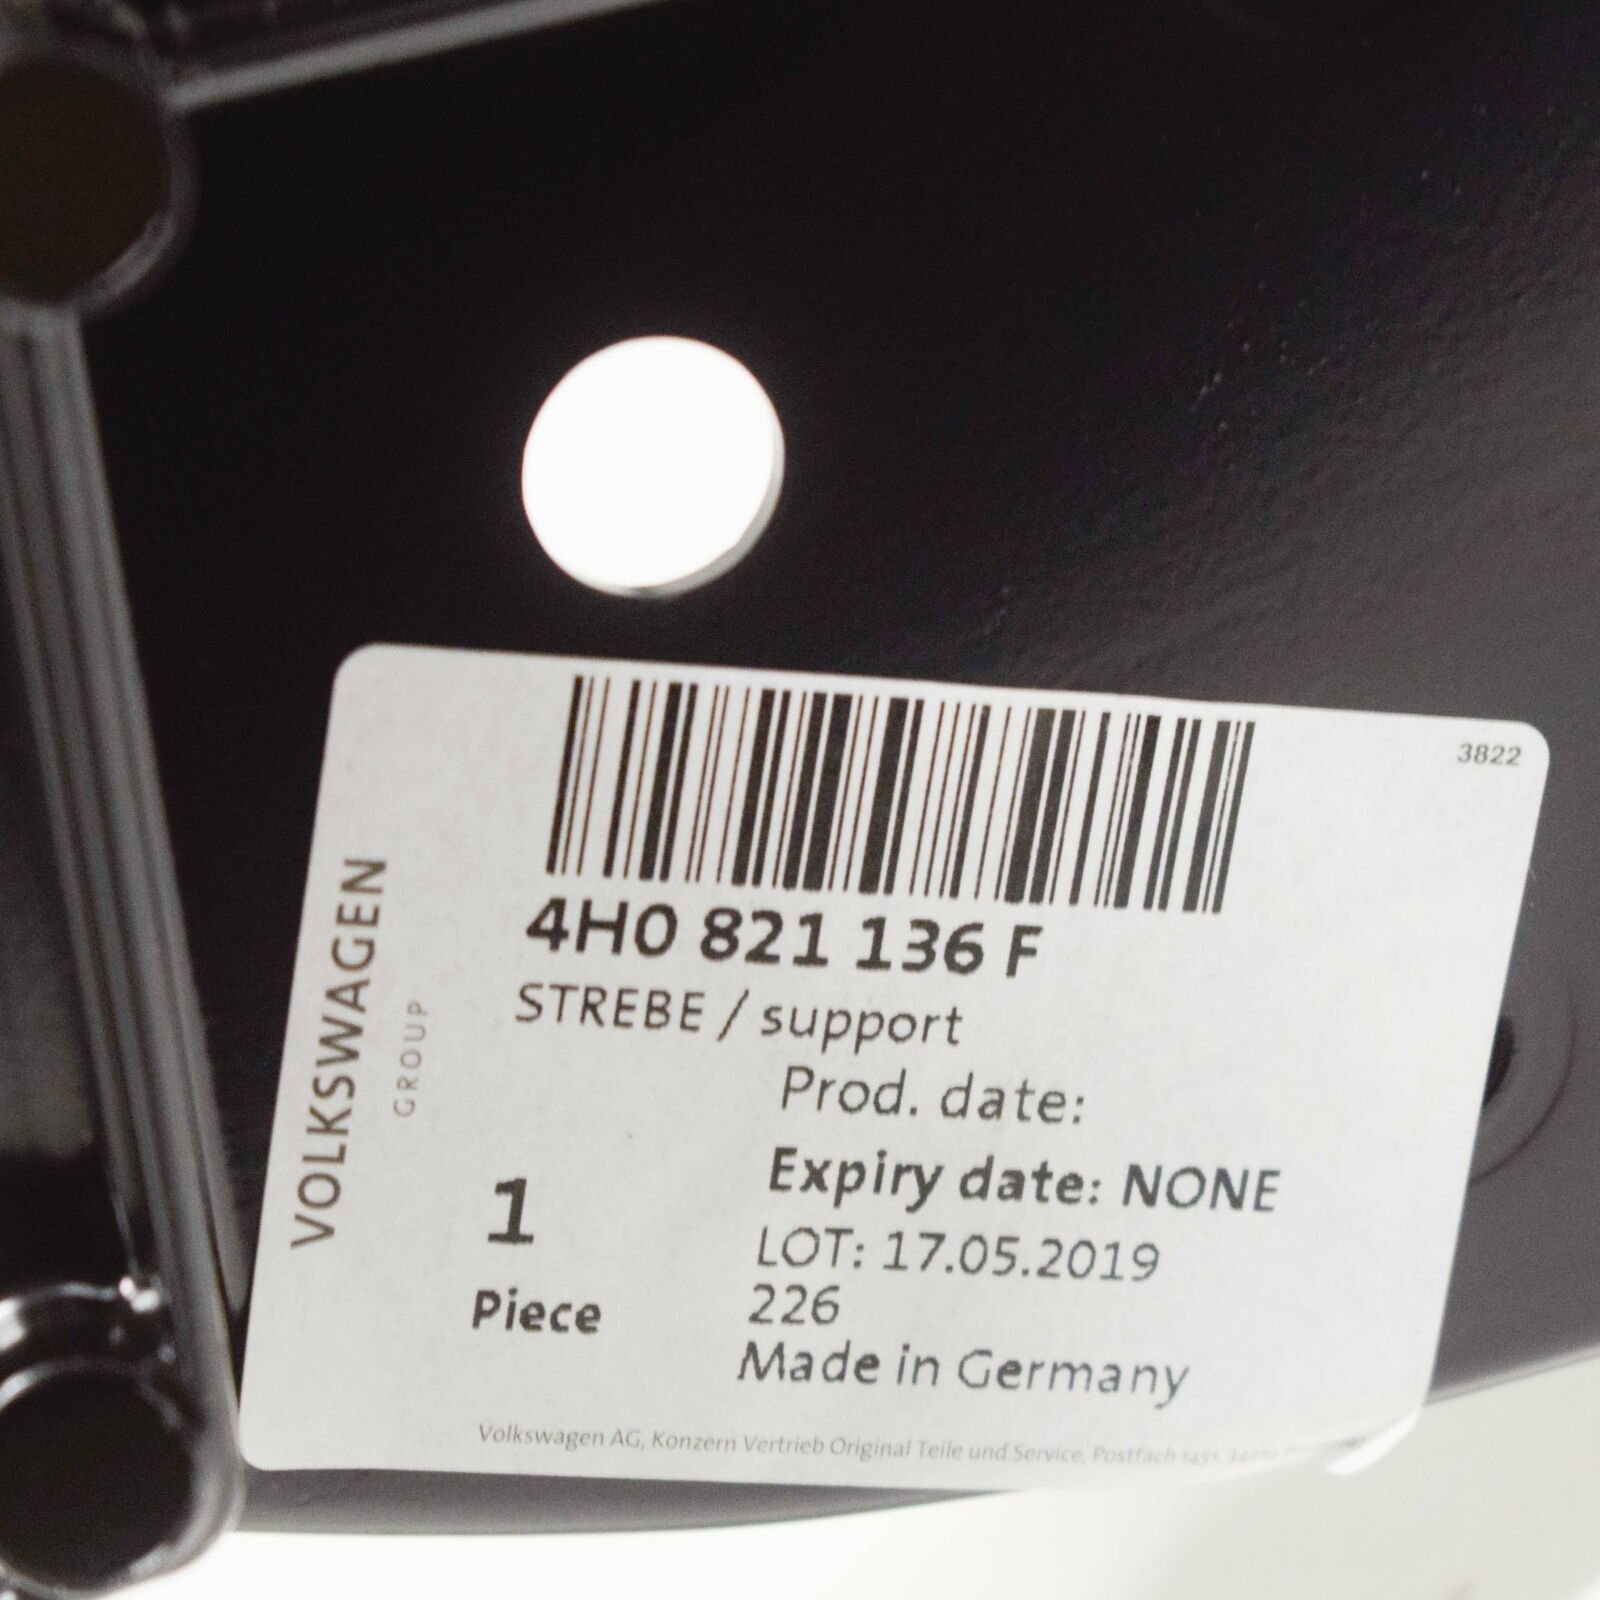 3822
4H0 821 136 F
STREBE / support
Prod. date:
Expiry date: NONE
LOT: 17.05.2019
226
Made in Germany
1
Piece
VOLKSWAGEN
GROUP
Volkswagen AG, Konzern Vertrieb Original Teile und Service, Postfach